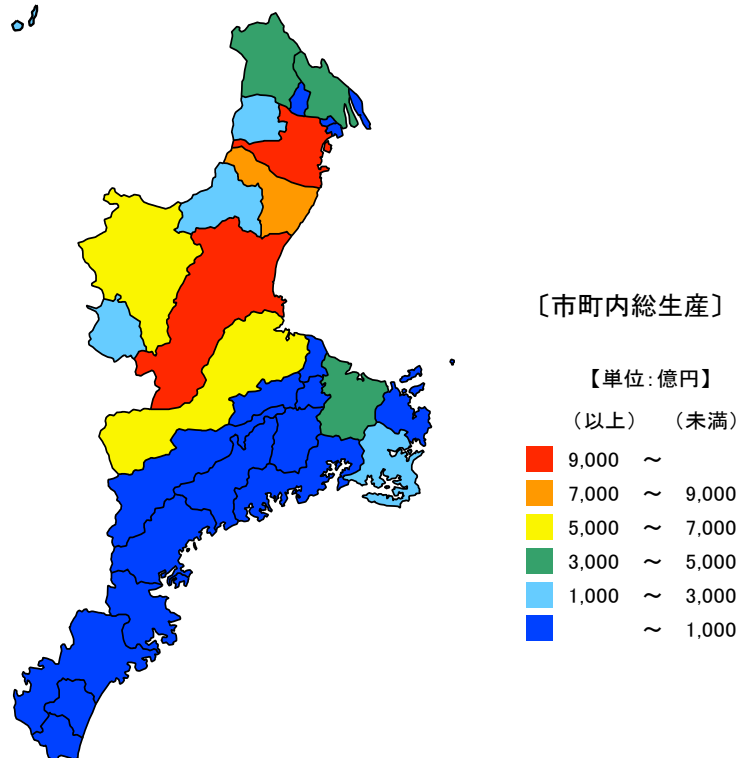 〔市町内総生産〕
【単位:億円】
（以上） （未満）
9,000 ～
7,000 ～ 9,000
5,000 ～ 7,000
3,000 ～ 5,000
1,000 ～ 3,000
～ 1,000